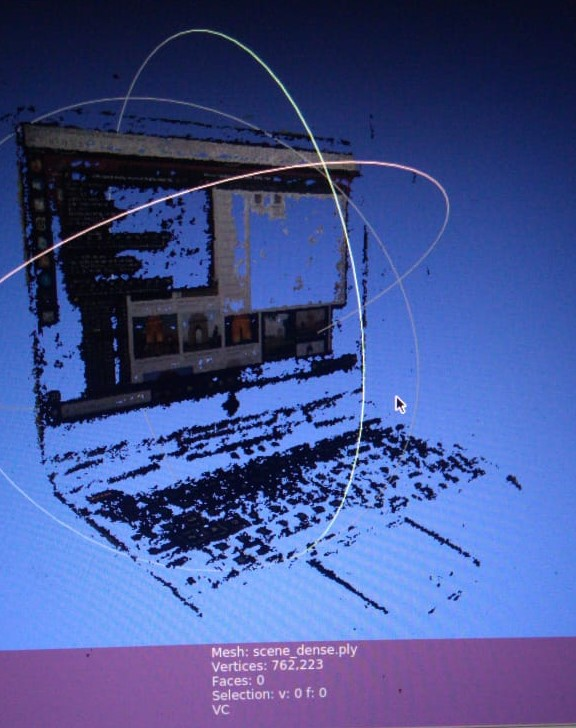 Mesh: scene_dense.ply
Vertices: 762,223
Faces: 0
Selection: v: 0 f: 0
VC